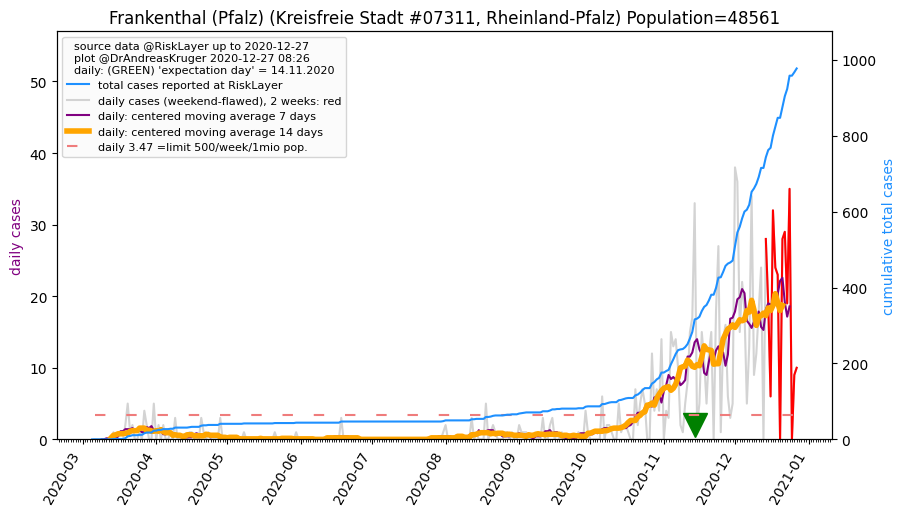 Frankenthal (Pfalz) (Kreisfreie Stadt #07311, Rheinland-Pfalz) Population=48561
source data @RiskLayer up to 2020-12-27
plot @DrAndreasKruger 2020-12-27 08:26
daily: (GREEN) 'expectation day' = 14.11.2020
total cases reported at RiskLayer
daily cases (weekend-flawed), 2 weeks: red
daily: centered moving average 7 days
daily: centered moving average 14 days
daily 3.47 =limit 500/week/1mio pop.
daily cases
50
40
30
20
10
0
cumulative total cases
1000
800
600
400
200
0
2020-03
2020-04
2020-05
2020-06
2020-07
2020-08
2020-09
2020-10
2020-11
2020-12
2021-01